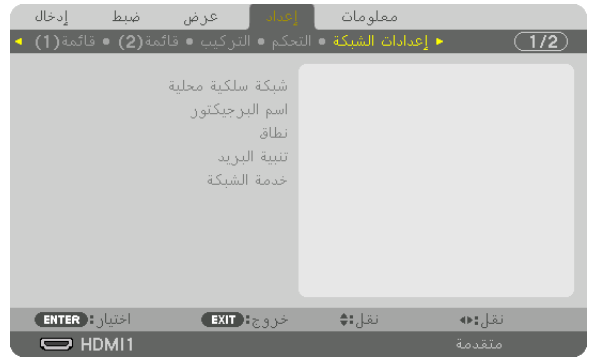 إدخال ضبط عرض إعداد معلومات
قائمة(1) • قائمة(2) • التركيب • التحكم • إعدادات الشبكة 1/2
شبكة سلكية محلية
اسم البرجيكتور
نطاق
تنبية البريد
خدمة الشبكة
ENTER:اختيار EXIT:خروج نقل: نقل:
HDMI1 متقدمة